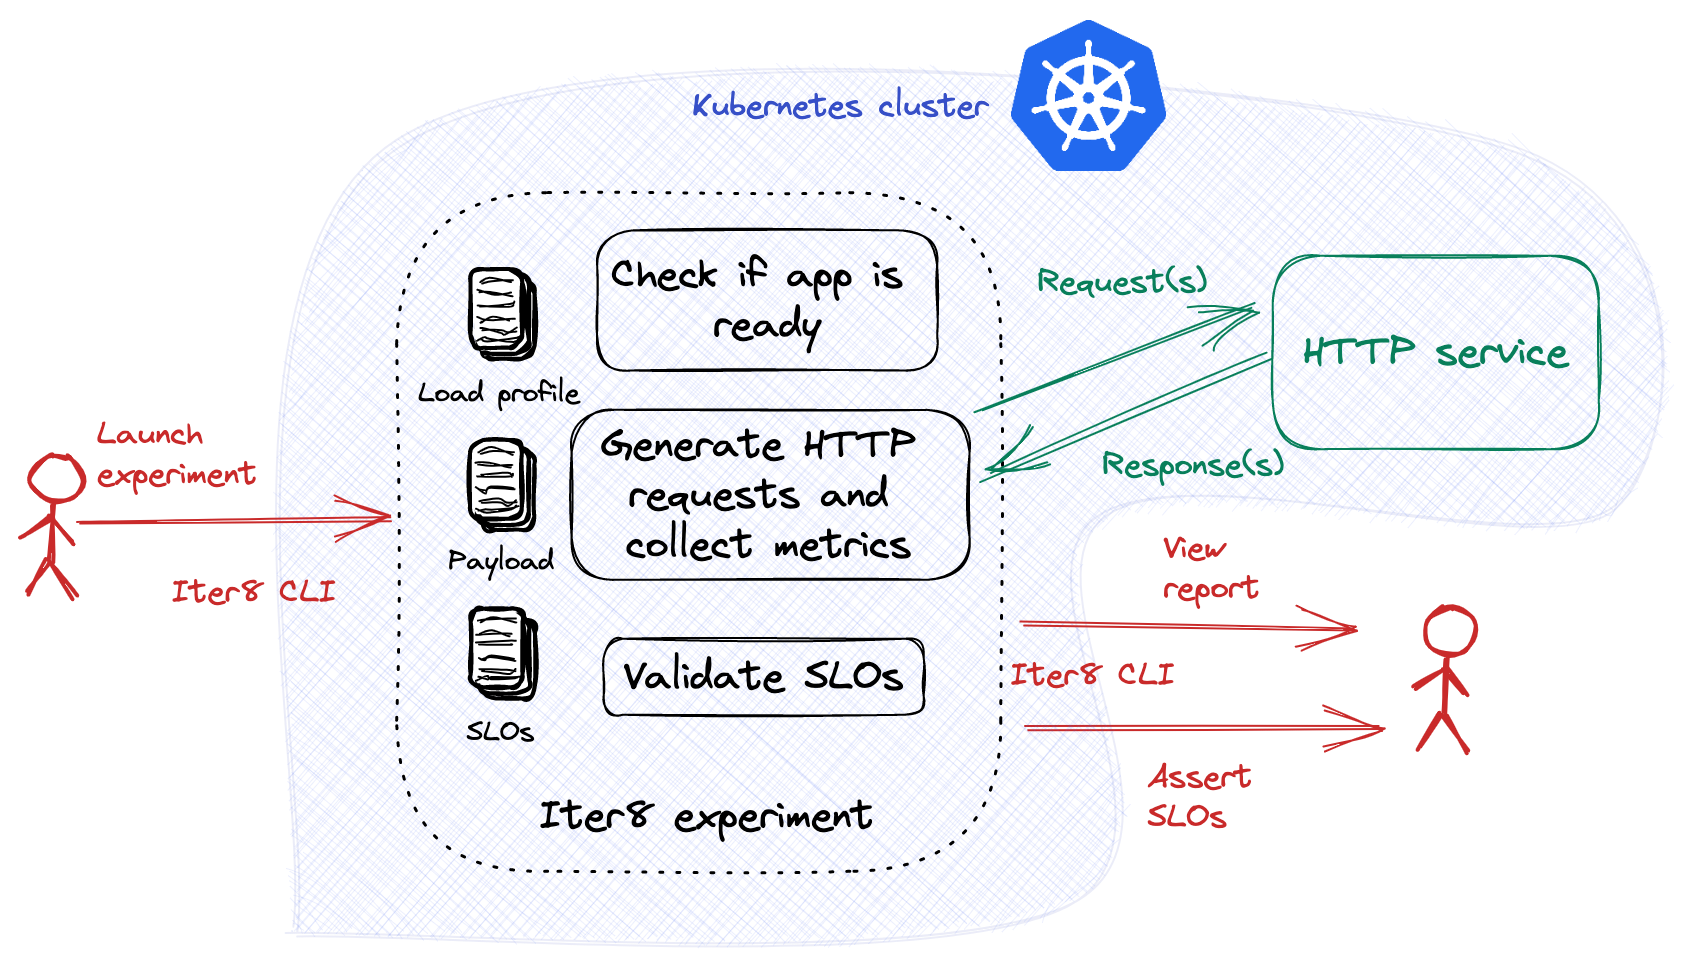 Kubernetes cluster
Check if app is
ready
Load profile
Request(s)
HTTP service
Launch
experiment
Generate HTTP
requests and
collect metrics
Response(s)
Payload
Iter8 CLI
View
report
Validate SLOs
Iter8 CLI
SLOs
Assert
SLOs
Iter8 experiment